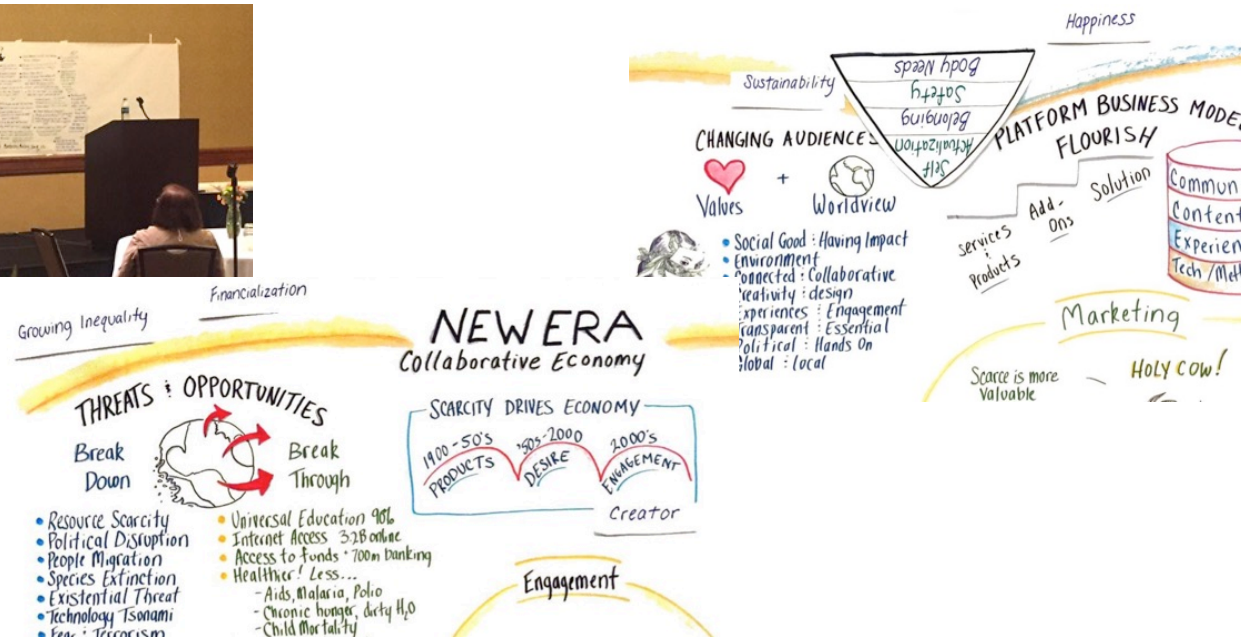 Happiness
Sustainability
Body Needs
Safety
Belonging
Self
Actualization
CHANGING AUDIENCES
Values
+
Worldview
• Social Good : Having Impact
• Environment
Connected : Collaborative
Creativity : design
Experiences : Engagement
Transparent : Essential
Political : Hands On
Global : local
PLATFORM BUSINESS MODE
FLOURISH
Services :
Products
Add-
Ons
Solution
Commun
Content
Experien
Tech /Met
Marketing
Scarce is more
Valuable
HOLY COW!
Growing Inequality
Financialization
NEW ERA
Collaborative Economy
THREATS : OPPORTUNITIES
Break
Down
Break
Through
• Resource Scarcity
• Political Disruption
• People Migration
• Species Extinction
• Existential Threat
• Technology Tsonami
• Fear : Terrorism
• Universal Education 90%
• Internet Access 3.2B online
• Access to funds • 700m banking
• Healthier! Less...
- Aids, Malaria, Polio
- Chronic hunger, dirty H2O
- Child Mortality
SCARCITY DRIVES ECONOMY
1900-50's
PRODUCTS
'50s-2000
DESIRE
2000's
ENGAGEMENT
Creator
Engagement